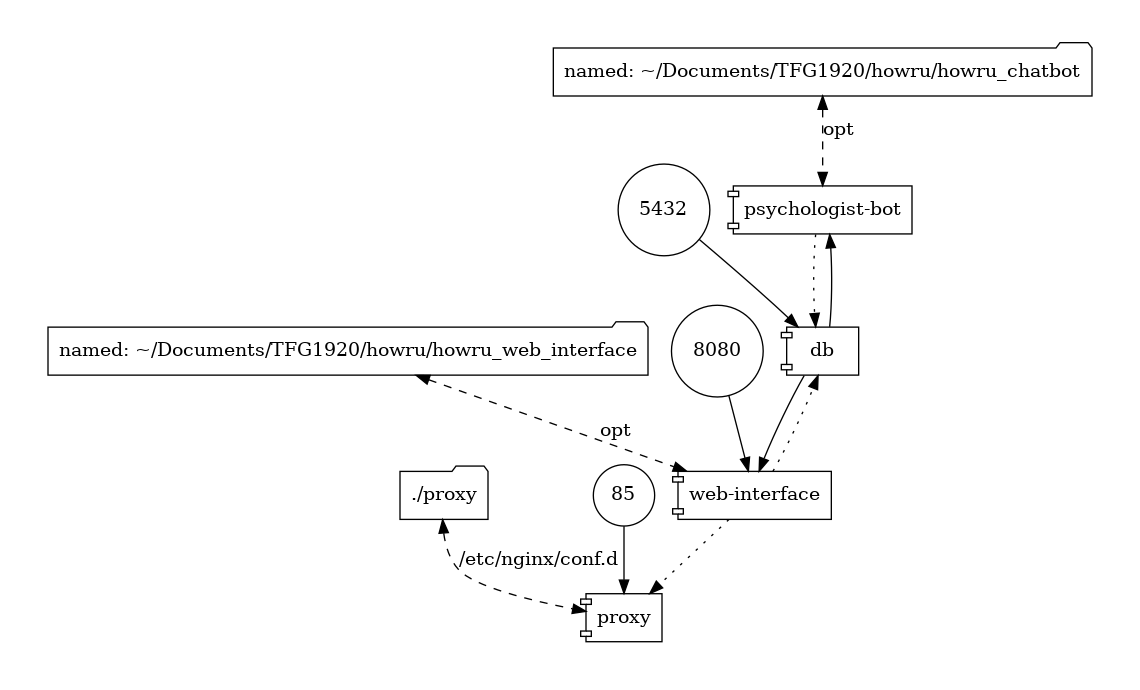 named: ~/Documents/TFG1920/howru/howru_chatbot
opt
5432
psychologist-bot
named: ~/Documents/TFG1920/howru/howru_web_interface
8080
db
opt
./proxy
85
web-interface
/etc/nginx/conf.d
proxy